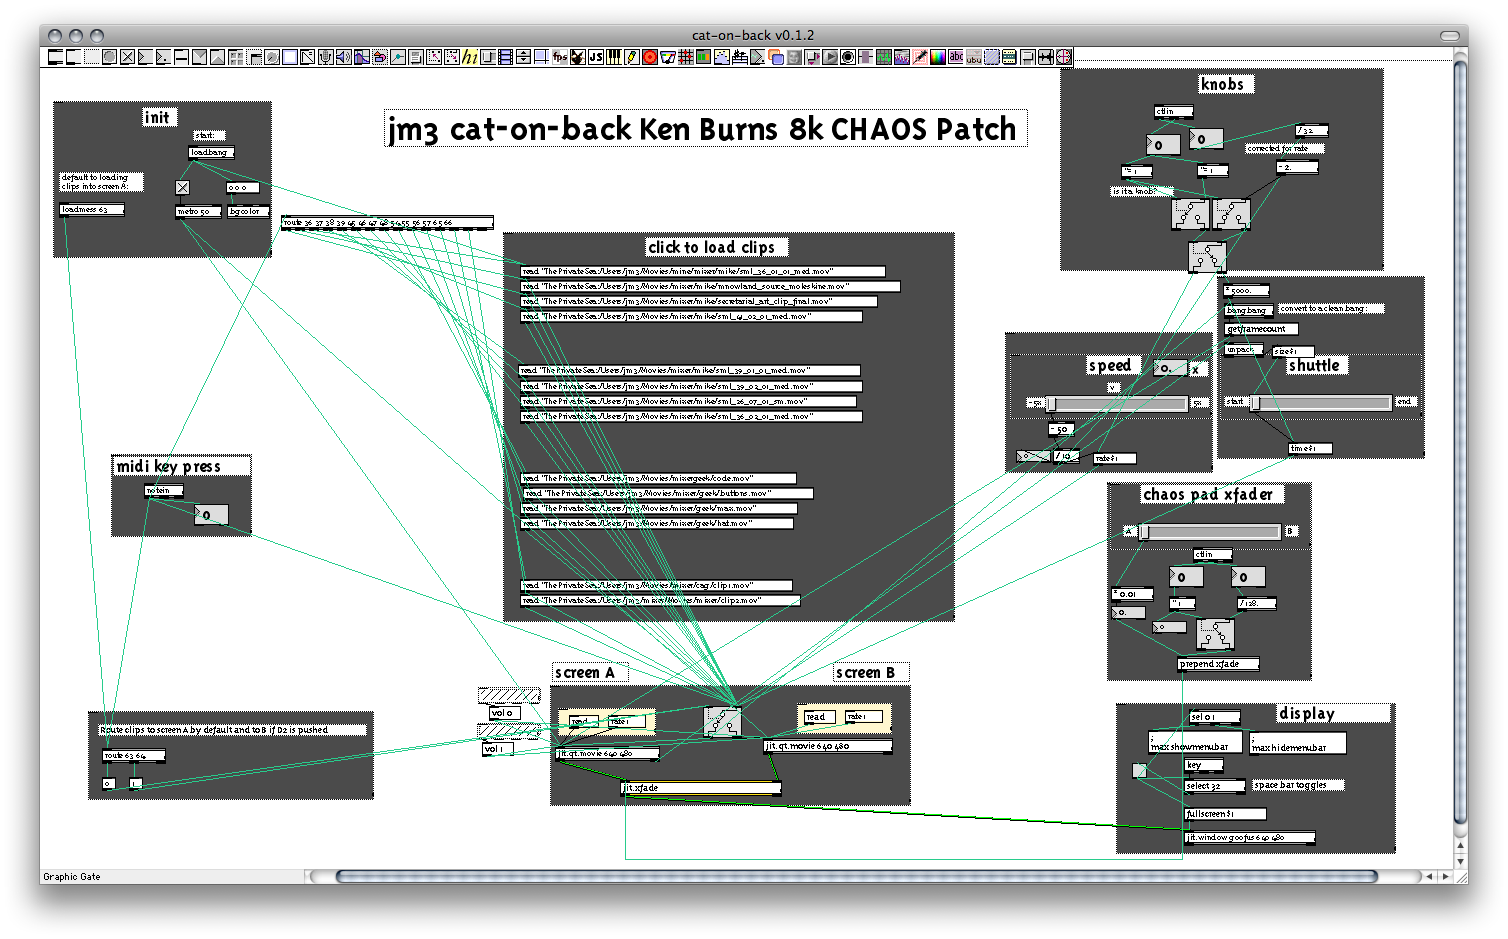 cat-on-back v0.1.2
jm3 cat-on-back Ken Burns 8k CHAOS Patch
init
start:
loadbang
default to loading
clips into screen A:
loadmess 63
0 0 0
metro 50
bgcolor
route 36 37 38 39 45 46 47 48 54 55 56 57 65 66
click to load clips
read "The Private Sea:/Users/jm3/Movies/mine/mixer/mike/sml_36_01_01_med.mov"
read "The Private Sea:/Users/jm3/Movies/mixer/mike/mnowland_source_moleskine.mov"
read "The Private Sea:/Users/jm3/Movies/mixer/mike/secretarial_art_clip_final.mov"
read "The Private Sea:/Users/jm3/Movies/mixer/mike/sml_41_02_01_med.mov"
read "The Private Sea:/Users/jm3/Movies/mixer/mike/sml_39_01_01_med.mov"
read "The Private Sea:/Users/jm3/Movies/mixer/mike/sml_39_03_01_med.mov"
read "The Private Sea:/Users/jm3/Movies/mixer/mike/sml_26_07_01_sm.mov"
read "The Private Sea:/Users/jm3/Movies/mixer/mike/sml_36_02_01_med.mov"
read "The Private Sea:/Users/jm3/Movies/mixergeek/code.mov"
read "The Private Sea:/Users/jm3/Movies/mixer/geek/buttons.mov"
read "The Private Sea:/Users/jm3/Movies/mixer/geek/max.mov"
read "The Private Sea:/Users/jm3/Movies/mixer/geek/hat.mov"
read "The Private Sea:/Users/jm3/Movies/mixer/cag/clip1.mov"
read "The Private Sea:/Users/jm3/mixer/Movies/mixer/clip2.mov"
knobs
ctlin
0
0
/ 32
corrected for rate
- 2.
is it a knob?
* 5000.
bangbang
convert to a clean bang:
getframecount
unpack
size $1
shuttle
start
end
time $1
speed
0.
x
v
-5x
5x
- 50
0
/ 10.
rate $1
midi key press
notein
0
chaos pad xfader
A
B
ctlin
0
0
* 0.01
0.
/ 128.
0
prepend xfade
screen A
screen B
vol 0
vol 1
read
rate 1
read
rate 1
jit.qt.movie 640 480
jit.qt.movie 640 480
jit.xfade
Route clips to screen A by default and to B if D2 is pushed
route 63 64
0
1
display
sel 0 1
;
max showmenubar
;
max hidemenubar
key
select 32
space bar toggles
fullscreen $1
jit.window goofus 640 480
Graphic Gate